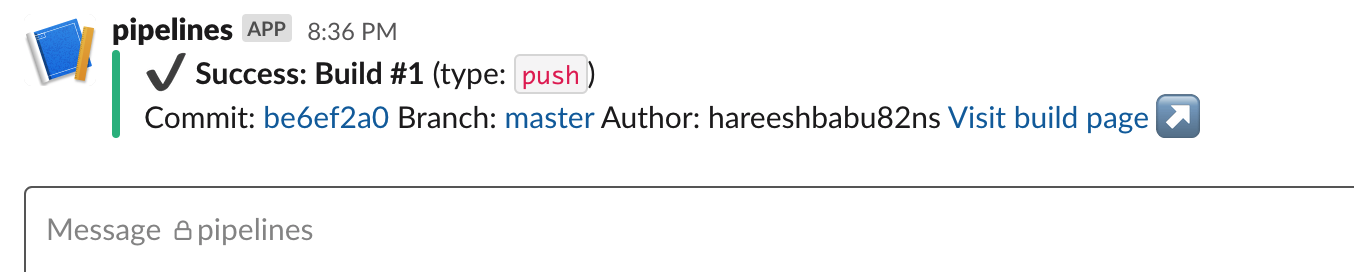 pipelines APP 8:36 PM
✔ Success: Build #1 (type: push)
Commit: be6ef2a0 Branch: master Author: hareeshbabu82ns Visit build page ↗
Message 🔒pipelines